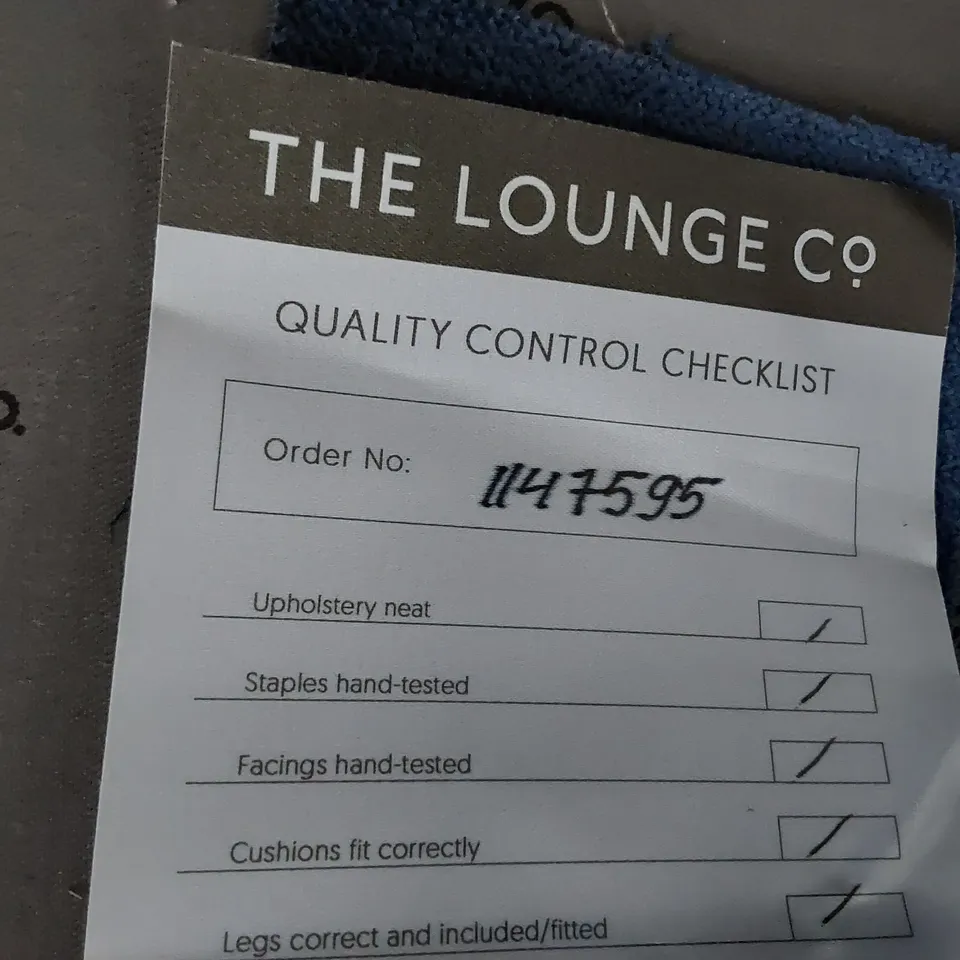 THE LOUNGE Co
QUALITY CONTROL CHECKLIST
Order No: 1147595
Upholstery neat /
Staples hand-tested /
Facings hand-tested /
Cushions fit correctly /
Legs correct and included/fitted /